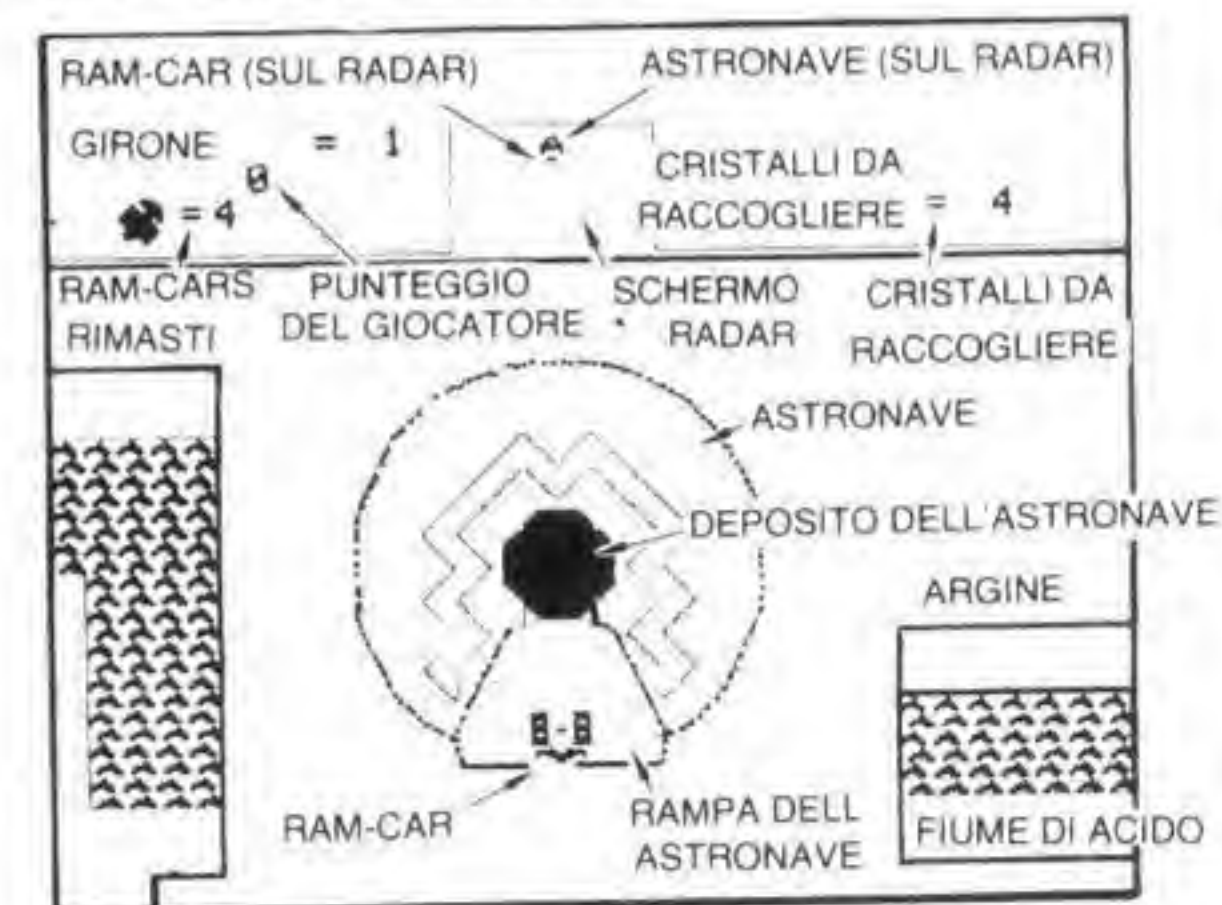 RAM-CAR (SUL RADAR)
ASTRONAVE (SUL RADAR)
GIRONE = 1
CRISTALLI DA
RACCOGLIERE = 4
= 4
0
RAM-CARS
RIMASTI
PUNTEGGIO
DEL GIOCATORE
SCHERMO
RADAR
CRISTALLI DA
RACCOGLIERE
ASTRONAVE
DEPOSITO DELL'ASTRONAVE
ARGINE
RAM-CAR
RAMPA DELL
ASTRONAVE
FIUME DI ACIDO